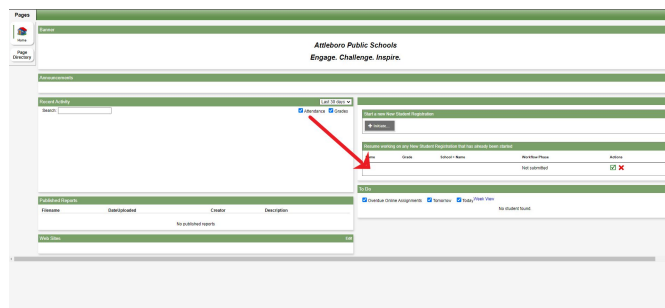 Pages
Home
Page
Directory
Banner
Attleboro Public Schools
Engage. Challenge. Inspire.
Announcements
Recent Activity
Last 30 days
Search:
Attendance
Grades
Start a new New Student Registration
+ Initiate...
Resume working on any New Student Registration that has already been started
Name Grade School > Name Workflow Phase Actions
Not submitted
To Do
Overdue Online Assignments Tomorrow Today Week View
No student found.
Published Reports
Filename DateUploaded Creator Description
No published reports
Web Sites